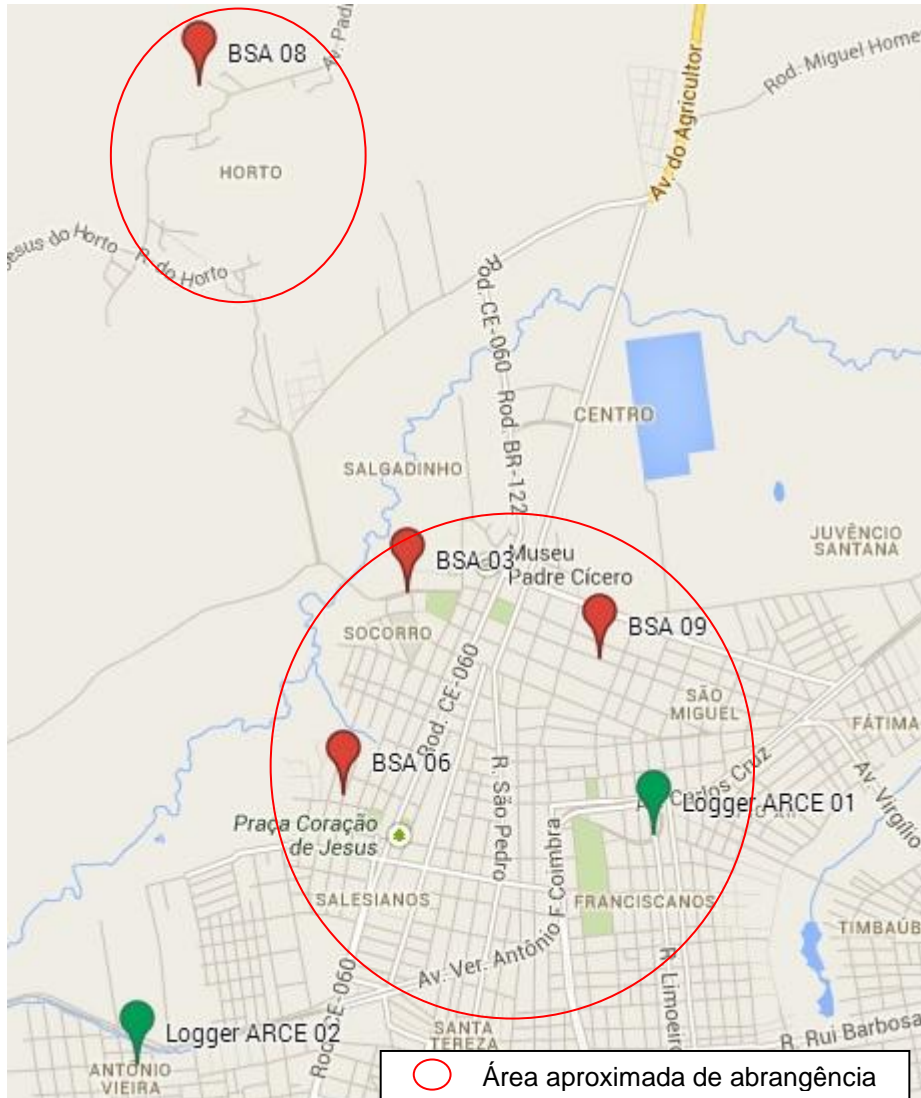 BSA 08
Av. Padr
HORTO
Rod. Miguel Home
Av. do Agricultor
esus do Horto
R. do Horto
Rod. CE-060
Rod. BR-122
CENTRO
SALGADINHO
JUVÊNCIO
SANTANA
BSA 03
Museu
Padre Cícero
BSA 09
SOCORRO
Rod. CE-060
SÃO
MIGUEL
FÁTIMA
BSA 06
R. São Pedro
Carlos Cruz
Logger ARCE 01
Av. Virgílio
Praça Coração
de Jesus
SALESIANOS
Av. Ver. Antônio F Coimbra
FRANCISCANOS
TIMBAÚB
R. Limoeiro
Rod. CE-060
Logger ARCE 02
SANTA
TEREZA
R. Rui Barbosa
ANTÔNIO
VIEIRA
Área aproximada de abrangência